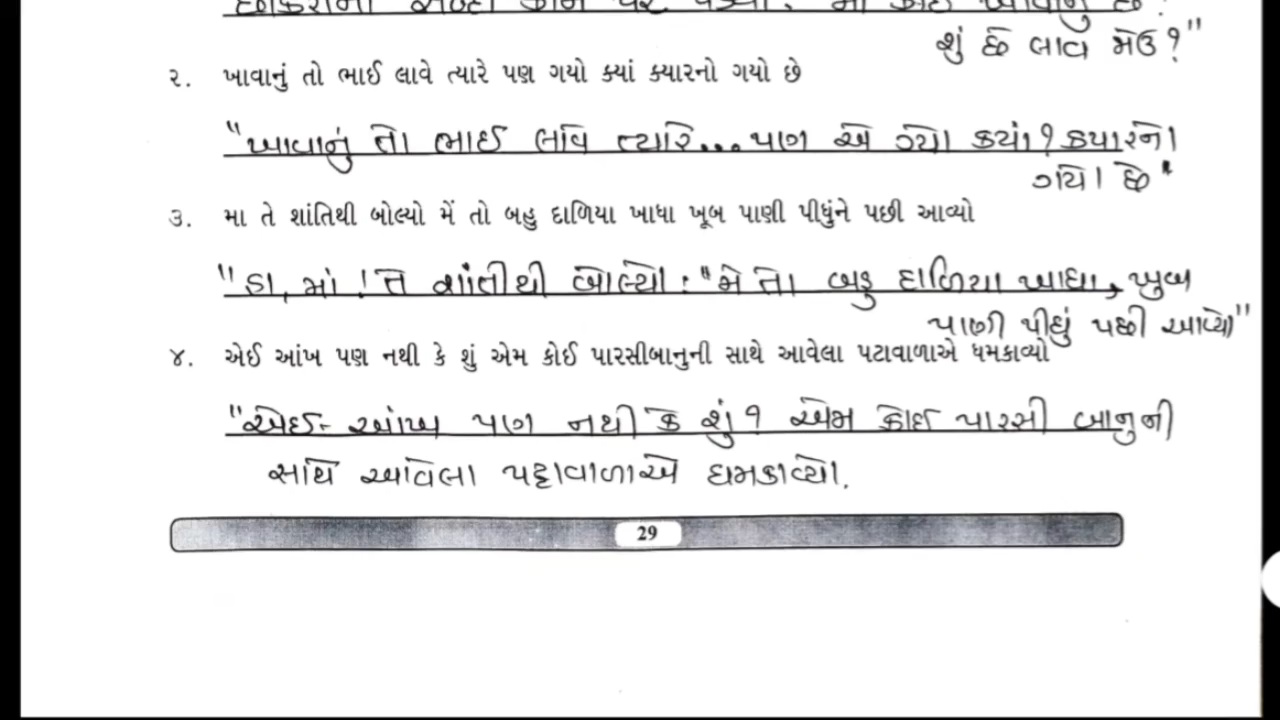 શું છે લાવ મેઉ?"
૨. ખાવાનું તો ભાઈ લાવે ત્યારે પણ ગયો ક્યાં ક્યારનો ગયો છે
"ખાવાનું તો ભાઈ લાવે ત્યારે...પણ એ ગ્યો ક્યાં? ક્યારનો
ગયો છે"
૩. મા તે શાંતિથી બોલ્યો મેં તો બહુ દાળિયા ખાધા ખૂબ પાણી પીધુંને પછી આવ્યો
"હા, માં ! તે શાંતીથી બોલ્યો : "મે તો બહુ દાળિયા ખાધા, ખુબ
પાણી પીધું પછી આવ્યો"
૪. એઈ આંખ પણ નથી કે શું એમ કોઈ પારસીબાનુની સાથે આવેલા પટાવાળાએ ધમકાવ્યો
"એઈ- આંખ પણ નથી કે શું? એમ કોઈ પારસી બાનુની
સાથે આવેલા પટ્ટાવાળાએ ધમકાવ્યો.
29